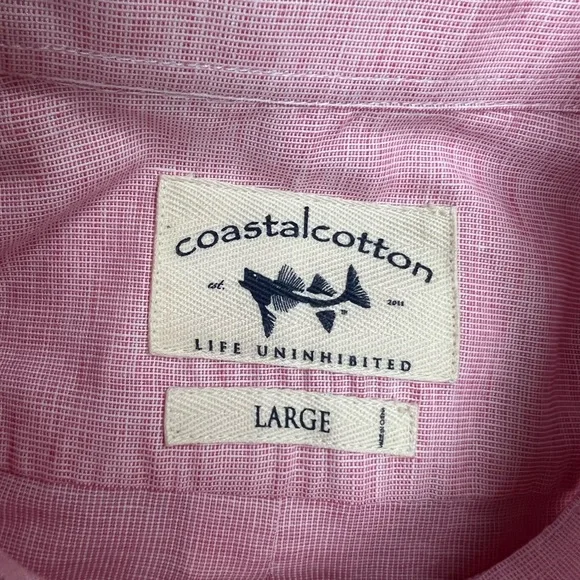 coastalcotton
est. 2011
LIFE UNINHIBITED
LARGE